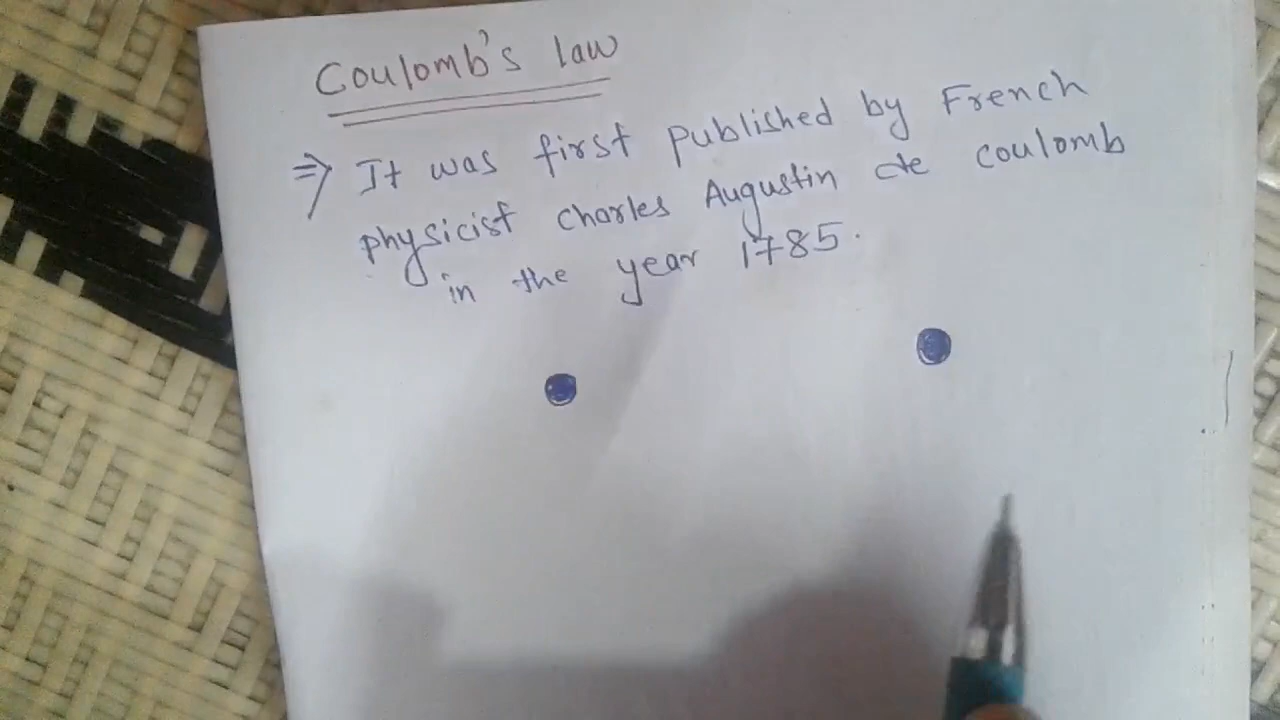 Coulomb's law
⇒ It was first published by French
physicist charles Augustin de coulomb
in the year 1785.